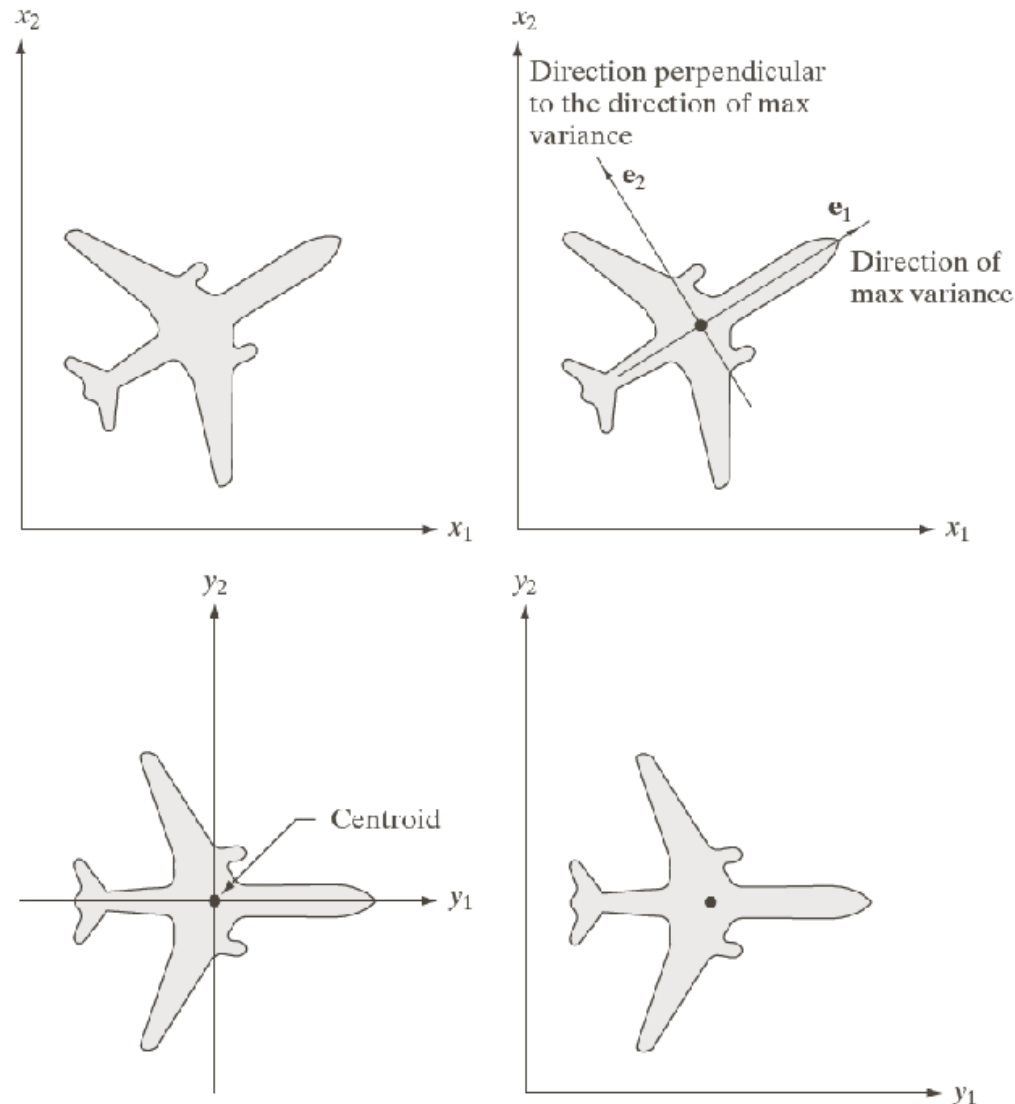 x₂
x₁
x₂
Direction perpendicular
to the direction of max
variance
e₂
e₁
Direction of
max variance
x₁
y₂
Centroid
y₁
y₂
y₁